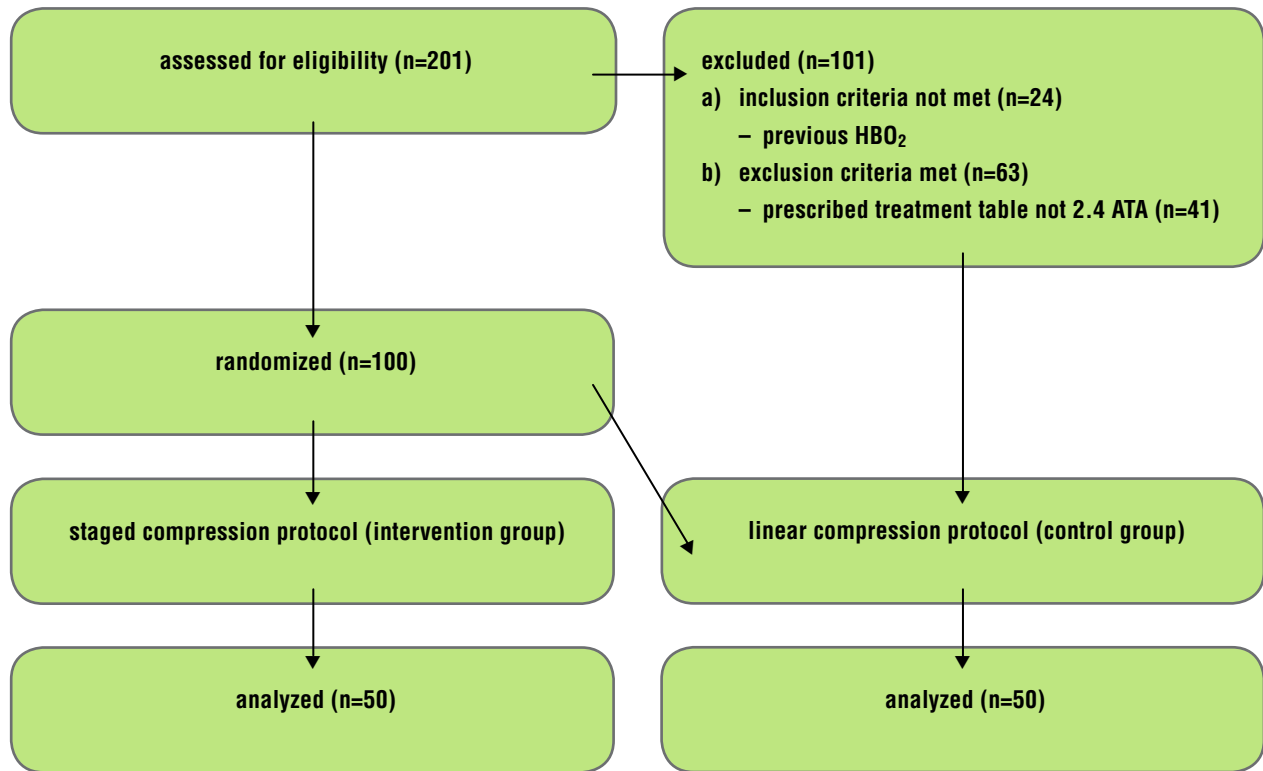 assessed for eligibility (n=201)
excluded (n=101)
a) inclusion criteria not met (n=24)
– previous HBO₂
b) exclusion criteria met (n=63)
– prescribed treatment table not 2.4 ATA (n=41)
randomized (n=100)
staged compression protocol (intervention group)
linear compression protocol (control group)
analyzed (n=50)
analyzed (n=50)